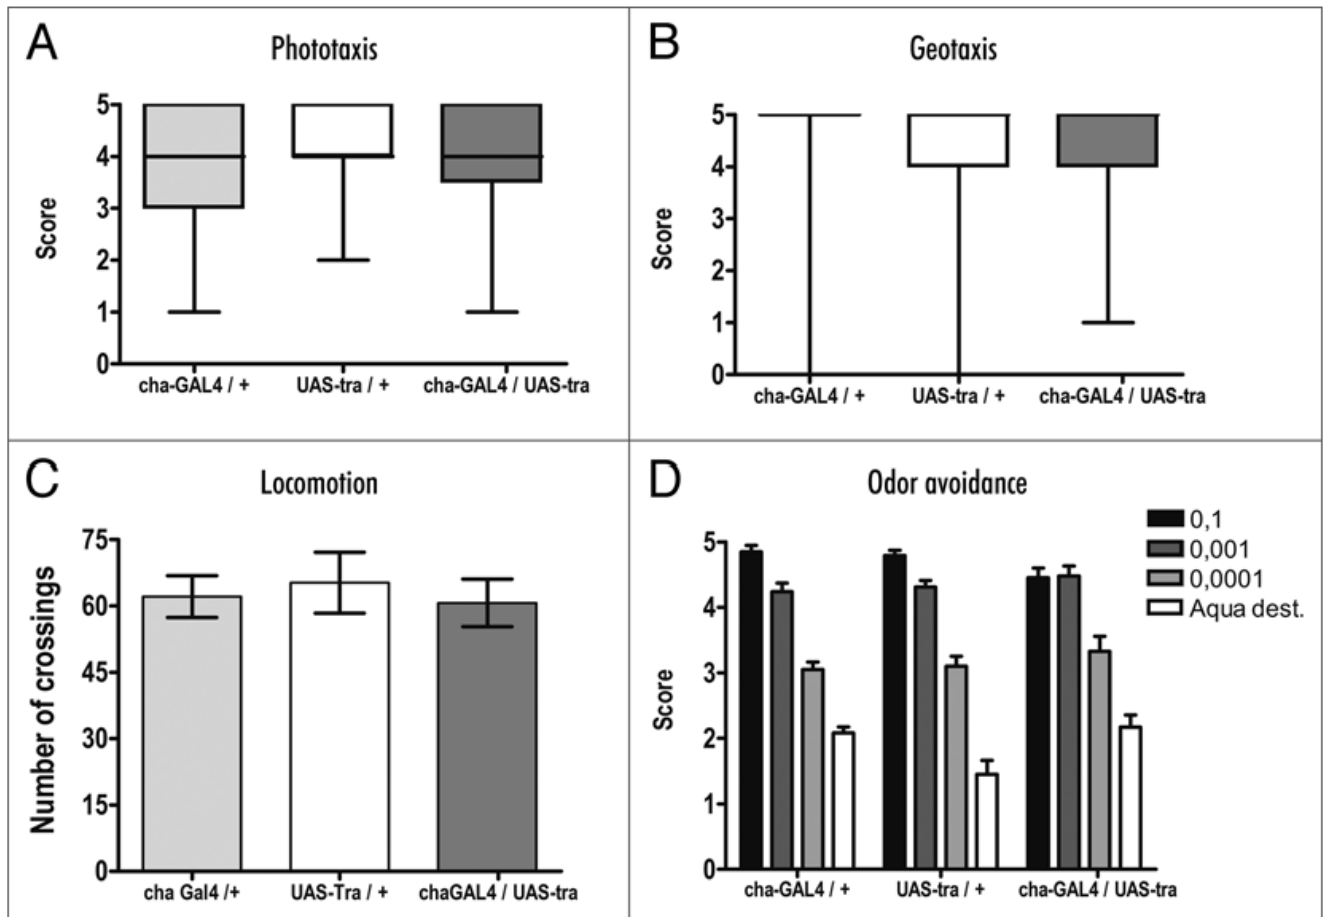 A
Phototaxis
Score
5
4
3
2
1
0
cha-GAL4 / +
UAS-tra / +
cha-GAL4 / UAS-tra
B
Geotaxis
Score
5
4
3
2
1
0
cha-GAL4 / +
UAS-tra / +
cha-GAL4 / UAS-tra
C
Locomotion
Number of crossings
75
60
45
30
15
0
cha Gal4 /+
UAS-Tra / +
chaGAL4 / UAS-tra
D
Odor avoidance
0,1
0,001
0,0001
Aqua dest.
Score
5
4
3
2
1
0
cha-GAL4 / +
UAS-tra / +
cha-GAL4 / UAS-tra